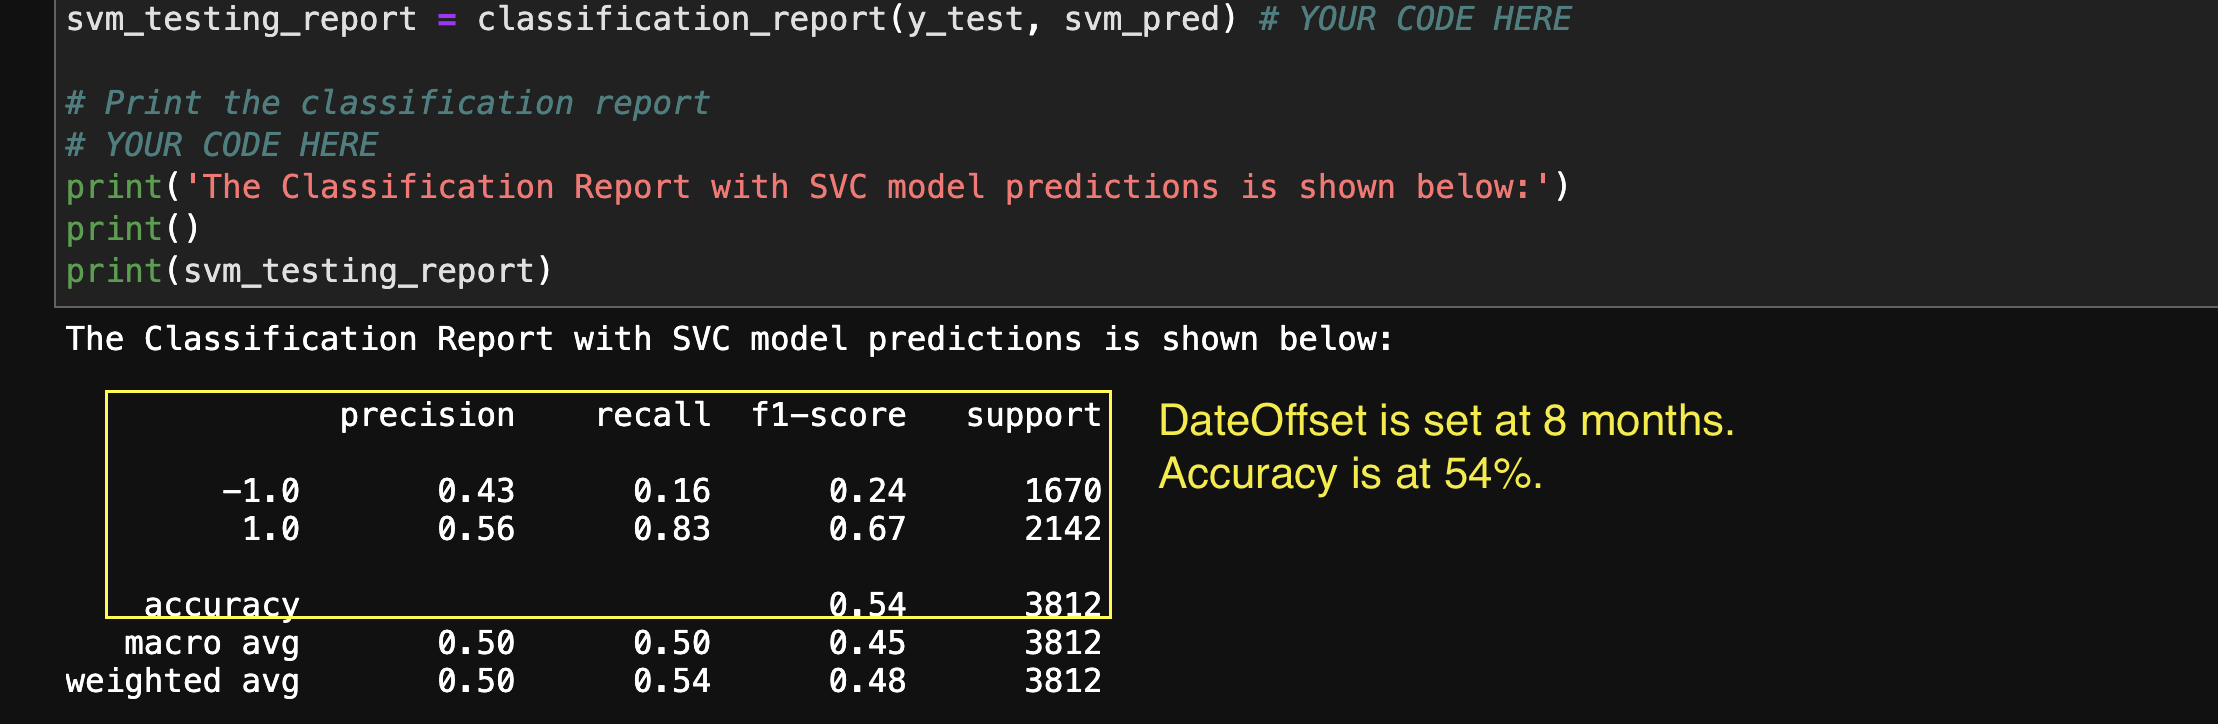 svm_testing_report = classification_report(y_test, svm_pred) # YOUR CODE HERE
# Print the classification report
# YOUR CODE HERE
print('The Classification Report with SVC model predictions is shown below:')
print()
print(svm_testing_report)
The Classification Report with SVC model predictions is shown below:
precision recall f1-score support
-1.0 0.43 0.16 0.24 1670
1.0 0.56 0.83 0.67 2142
accuracy 0.54 3812
macro avg 0.50 0.50 0.45 3812
weighted avg 0.50 0.54 0.48 3812
DateOffset is set at 8 months.
Accuracy is at 54%.